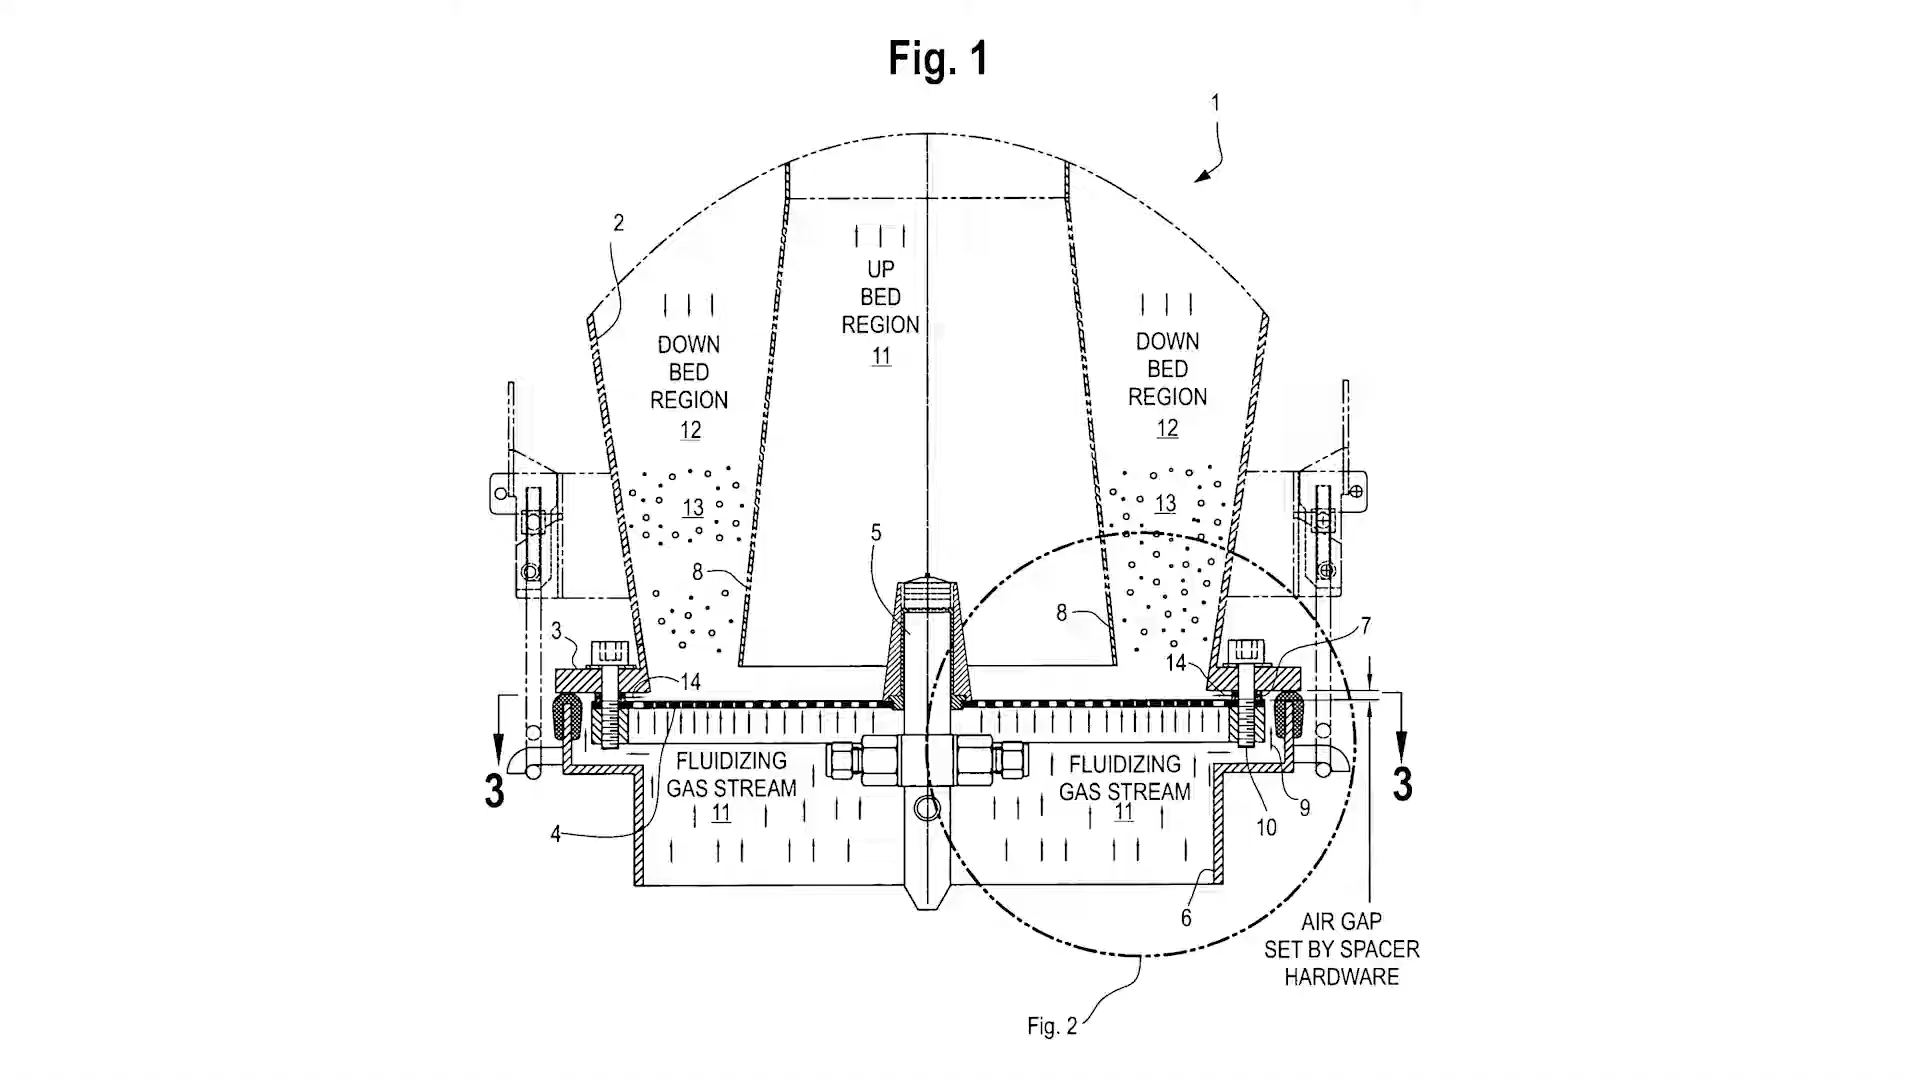 Fig. 1
1
2
UP
BED
REGION
11
DOWN
BED
REGION
12
DOWN
BED
REGION
12
13
13
5
8
8
3
7
14
14
FLUIDIZING
GAS STREAM
11
FLUIDIZING
GAS STREAM
11
3
3
4
9
10
6
AIR GAP
SET BY SPACER
HARDWARE
Fig. 2